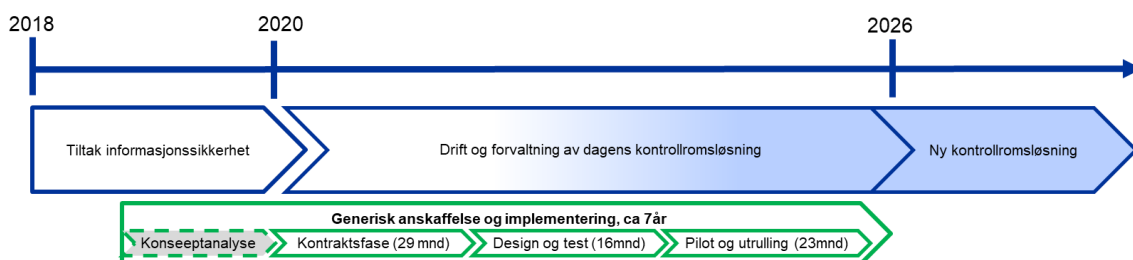 2018
2020
2026
Tiltak informasjonssikkerhet
Drift og forvaltning av dagens kontrollromsløsning
Ny kontrollromsløsning
Generisk anskaffelse og implementering, ca 7år
Konseeptanalyse
Kontraktsfase (29 mnd)
Design og test (16mnd)
Pilot og utrulling (23mnd)